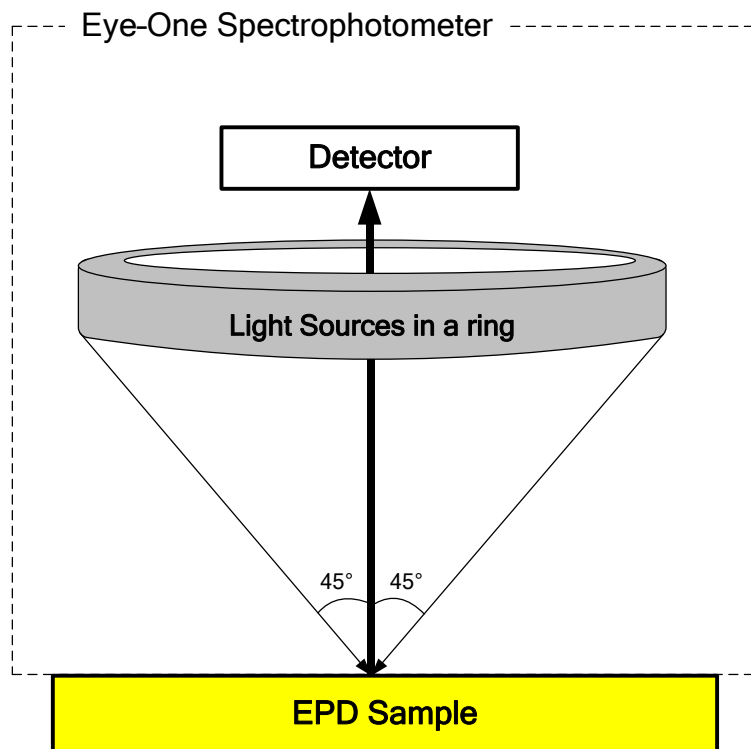 Eye-One Spectrophotometer
Detector
Light Sources in a ring
45° 45°
EPD Sample